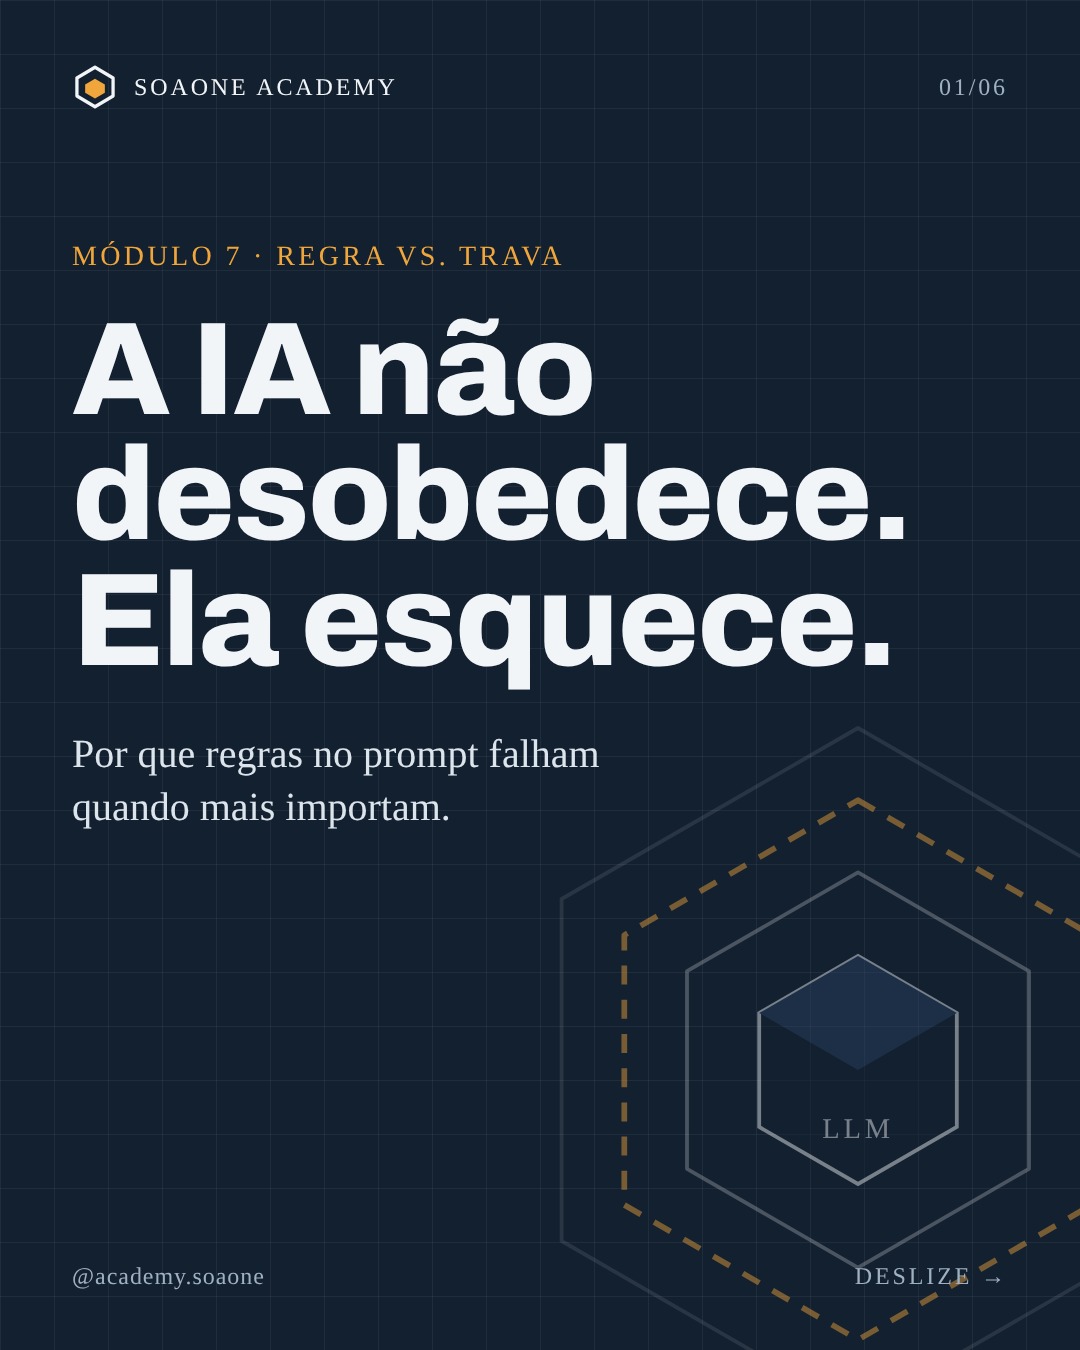 SOAONE ACADEMY
01/06
MÓDULO 7 · REGRA VS. TRAVA
A IA não
desobedece.
Ela esquece.
Por que regras no prompt falham
quando mais importam.
LLM
@academy.soaone
DESLIZE →